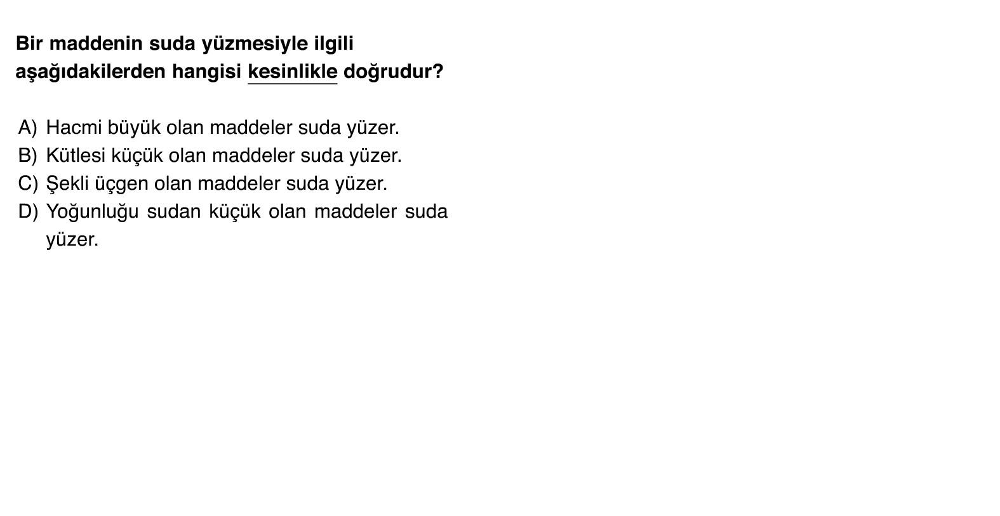 Bir maddenin suda yüzmesiyle ilgili
aşağıdakilerden hangisi kesinlikle doğrudur?
A) Hacmi büyük olan maddeler suda yüzer.
B) Kütlesi küçük olan maddeler suda yüzer.
C) Şekli üçgen olan maddeler suda yüzer.
D) Yoğunluğu sudan küçük olan maddeler suda
yüzer.